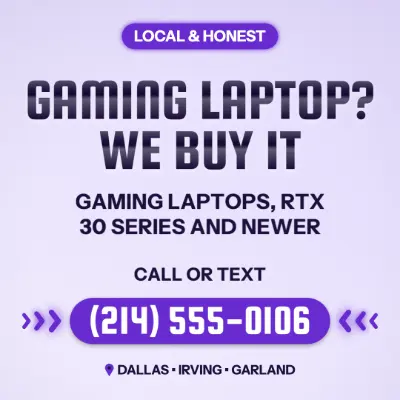 LOCAL & HONEST
GAMING LAPTOP?
WE BUY IT
GAMING LAPTOPS, RTX
30 SERIES AND NEWER
CALL OR TEXT
(214) 555-0106
DALLAS • IRVING • GARLAND